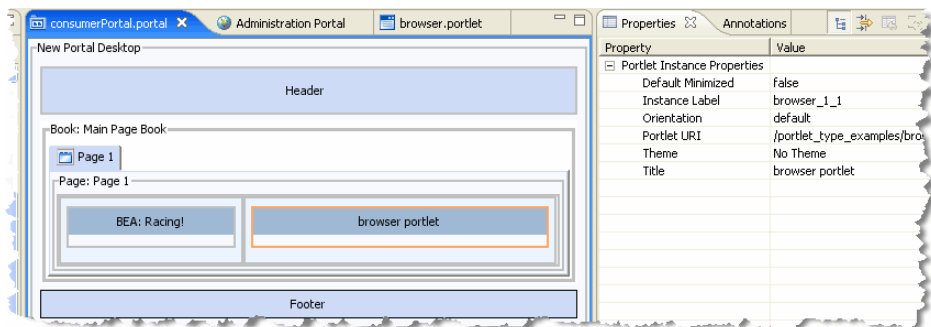 consumerPortal.portal Administration Portal browser.portlet
New Portal Desktop
Header
Book: Main Page Book
Page 1
Page: Page 1
BEA: Racing! browser portlet
Footer
Properties Annotations
Property Value
Portlet Instance Properties
Default Minimized false
Instance Label browser_1_1
Orientation default
Portlet URI /portlet_type_examples/bro
Theme No Theme
Title browser portlet